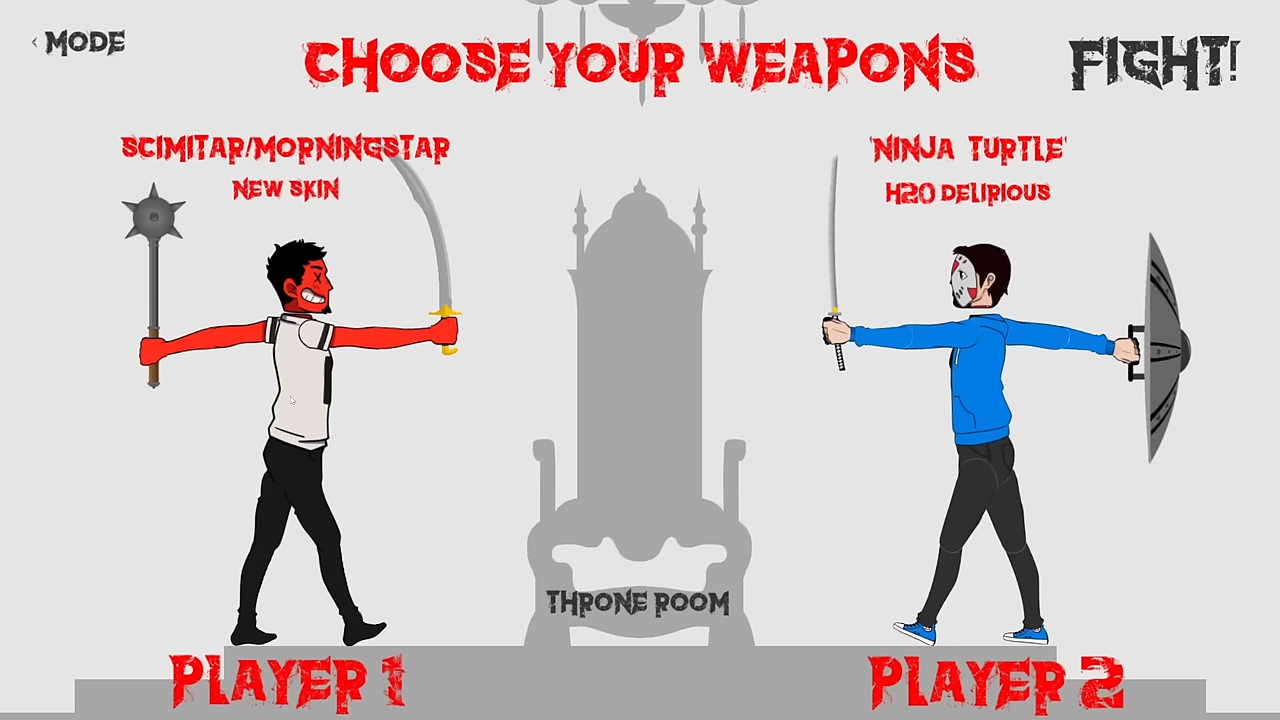 ‹ MODE
CHOOSE YOUR WEAPONS
FIGHT!
SCIMITAR/MORNINGSTAR
NEW SKIN
'NINJA TURTLE'
H2O DELIRIOUS
THRONE ROOM
PLAYER 1
PLAYER 2